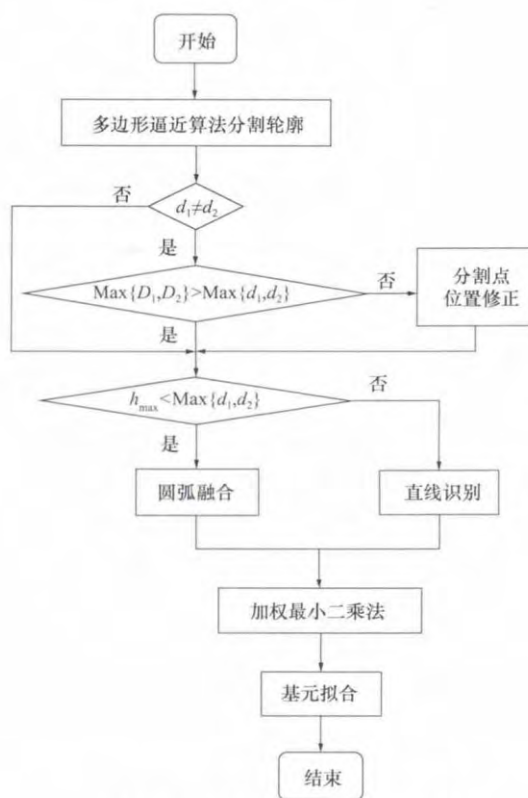 开始
多边形逼近算法分割轮廓
否
d₁≠d₂
是
Max{D₁,D₂}>Max{d₁,d₂}
否
分割点
位置修正
是
h_max<Max{d₁,d₂}
否
是
圆弧融合
直线识别
加权最小二乘法
基元拟合
结束